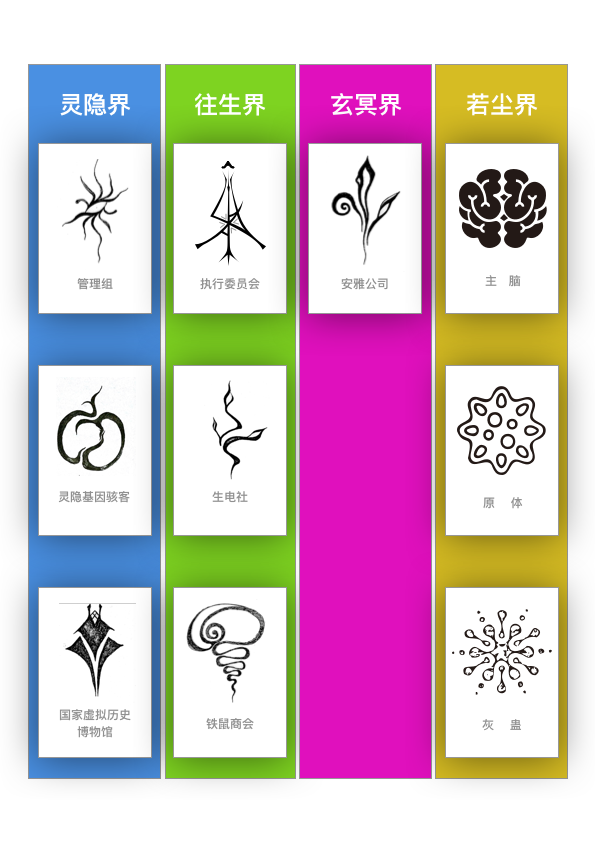 灵隐界
往生界
玄冥界
若尘界
管理组
执行委员会
安雅公司
主 脑
灵隐基因骇客
生电社
原 体
国家虚拟历史
博物馆
铁鼠商会
灰 蛊